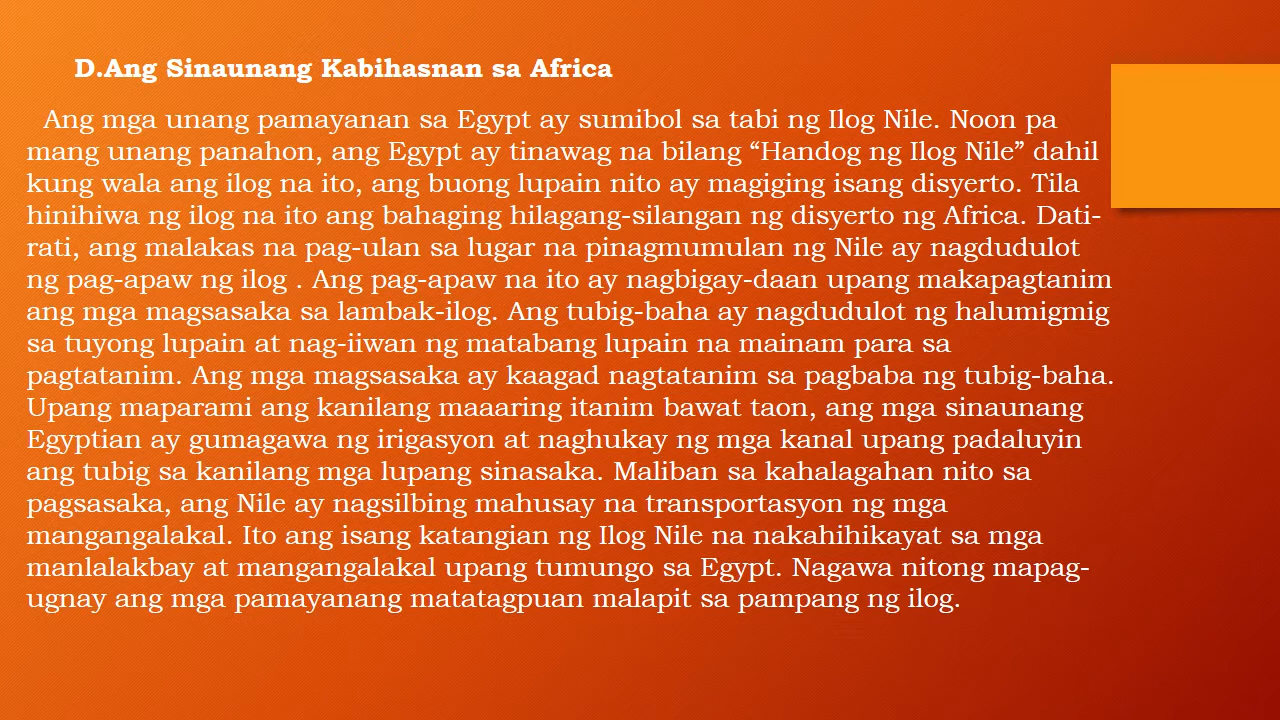 D.Ang Sinaunang Kabihasnan sa Africa
Ang mga unang pamayanan sa Egypt ay sumibol sa tabi ng Ilog Nile. Noon pa
mang unang panahon, ang Egypt ay tinawag na bilang “Handog ng Ilog Nile” dahil
kung wala ang ilog na ito, ang buong lupain nito ay magiging isang disyerto. Tila
hinihiwa ng ilog na ito ang bahaging hilagang-silangan ng disyerto ng Africa. Dati-
rati, ang malakas na pag-ulan sa lugar na pinagmumulan ng Nile ay nagdudulot
ng pag-apaw ng ilog . Ang pag-apaw na ito ay nagbigay-daan upang makapagtanim
ang mga magsasaka sa lambak-ilog. Ang tubig-baha ay nagdudulot ng halumigmig
sa tuyong lupain at nag-iiwan ng matabang lupain na mainam para sa
pagtatanim. Ang mga magsasaka ay kaagad nagtatanim sa pagbaba ng tubig-baha.
Upang maparami ang kanilang maaaring itanim bawat taon, ang mga sinaunang
Egyptian ay gumagawa ng irigasyon at naghukay ng mga kanal upang padaluyin
ang tubig sa kanilang mga lupang sinasaka. Maliban sa kahalagahan nito sa
pagsasaka, ang Nile ay nagsilbing mahusay na transportasyon ng mga
mangangalakal. Ito ang isang katangian ng Ilog Nile na nakahihikayat sa mga
manlalakbay at mangangalakal upang tumungo sa Egypt. Nagawa nitong mapag-
ugnay ang mga pamayanang matatagpuan malapit sa pampang ng ilog.